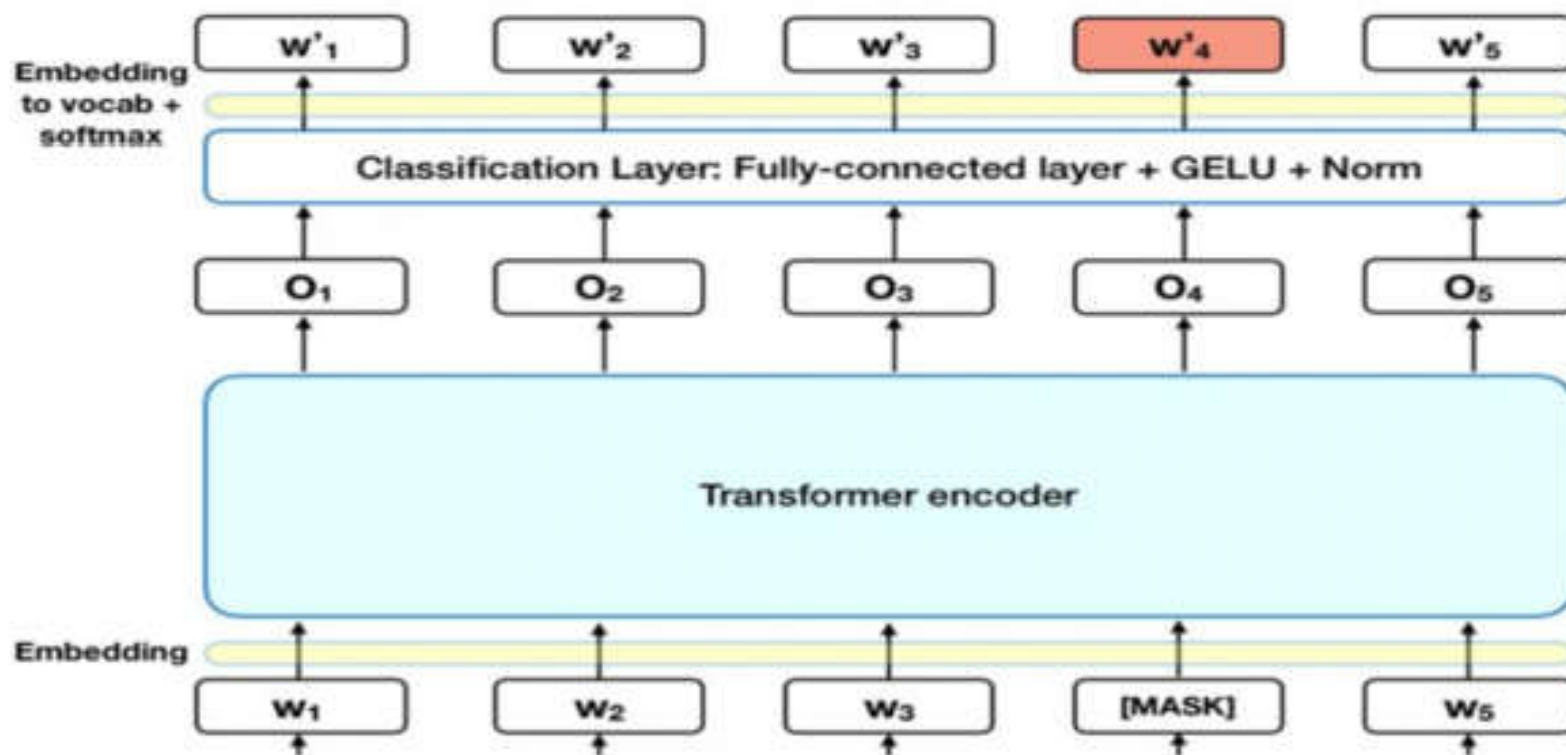 w'₁ w'₂ w'₃ w'₄ w'₅
Embedding
to vocab +
softmax
Classification Layer: Fully-connected layer + GELU + Norm
O₁ O₂ O₃ O₄ O₅
Transformer encoder
Embedding
w₁ w₂ w₃ [MASK] w₅